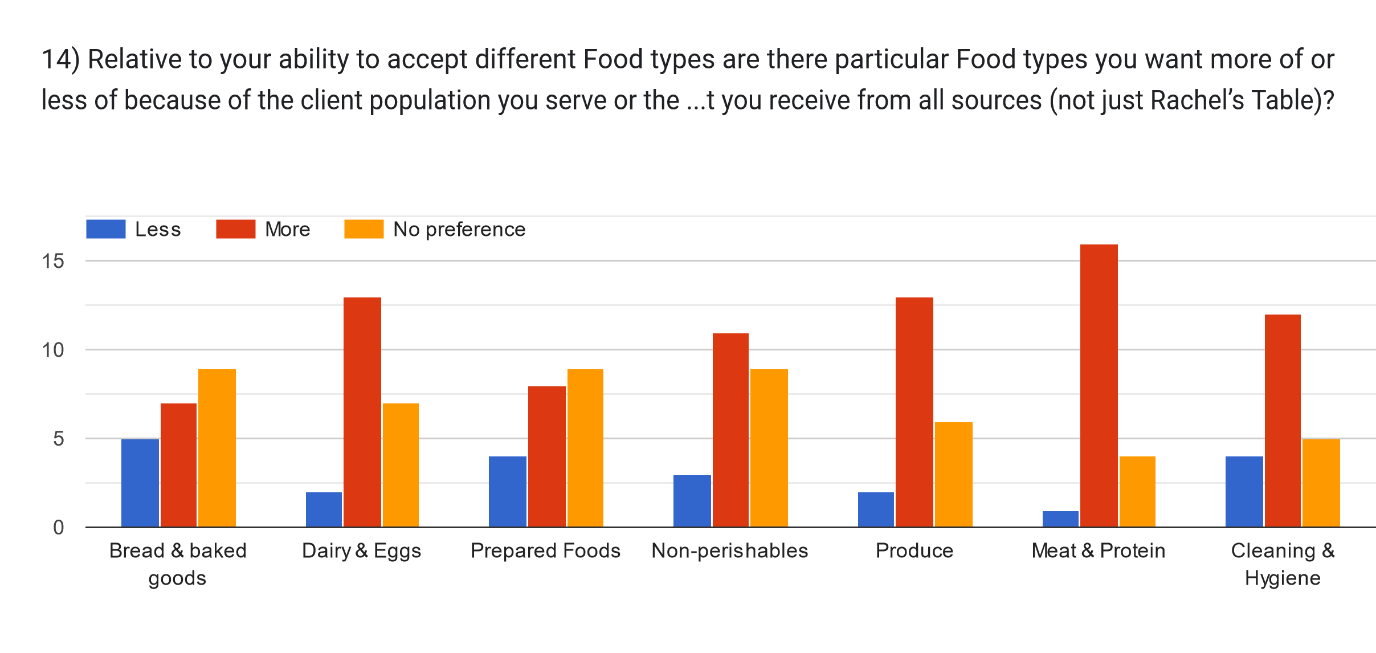 14) Relative to your ability to accept different Food types are there particular Food types you want more of or
less of because of the client population you serve or the ...t you receive from all sources (not just Rachel’s Table)?
Less More No preference
15
10
5
0
Bread & baked goods
Dairy & Eggs
Prepared Foods
Non-perishables
Produce
Meat & Protein
Cleaning & Hygiene